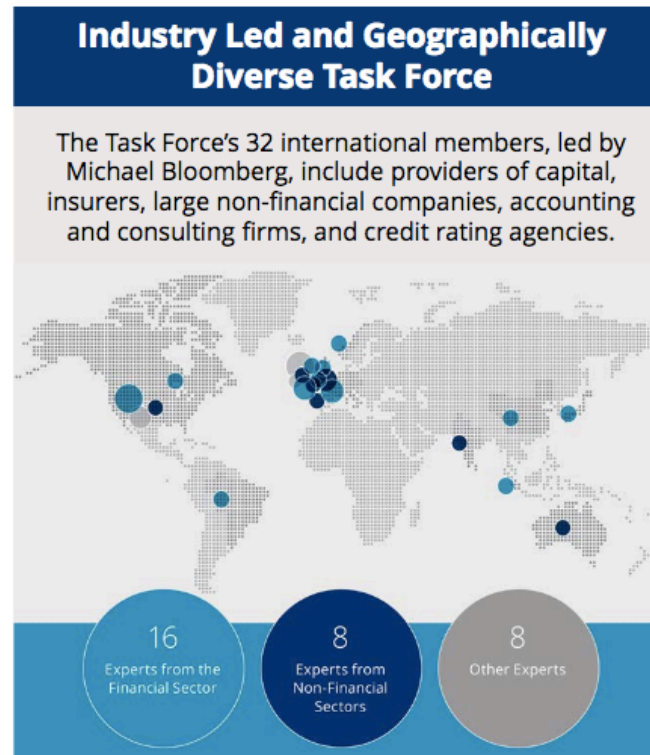 Industry Led and Geographically
Diverse Task Force
The Task Force's 32 international members, led by
Michael Bloomberg, include providers of capital,
insurers, large non-financial companies, accounting
and consulting firms, and credit rating agencies.
16
Experts from the
Financial Sector
8
Experts from
Non-Financial
Sectors
8
Other Experts